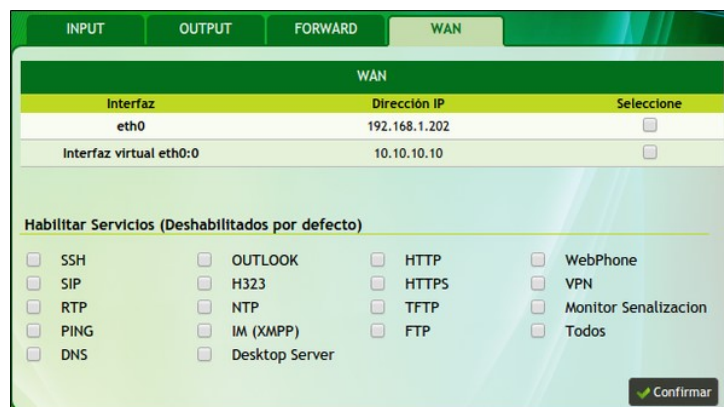 INPUT OUTPUT FORWARD WAN
WAN
Interfaz Dirección IP Seleccione
eth0 192.168.1.202
Interfaz virtual eth0:0 10.10.10.10
Habilitar Servicios (Deshabilitados por defecto)
SSH OUTLOOK HTTP WebPhone
SIP H323 HTTPS VPN
RTP NTP TFTP Monitor Senalizacion
PING IM (XMPP) FTP Todos
DNS Desktop Server
Confirmar